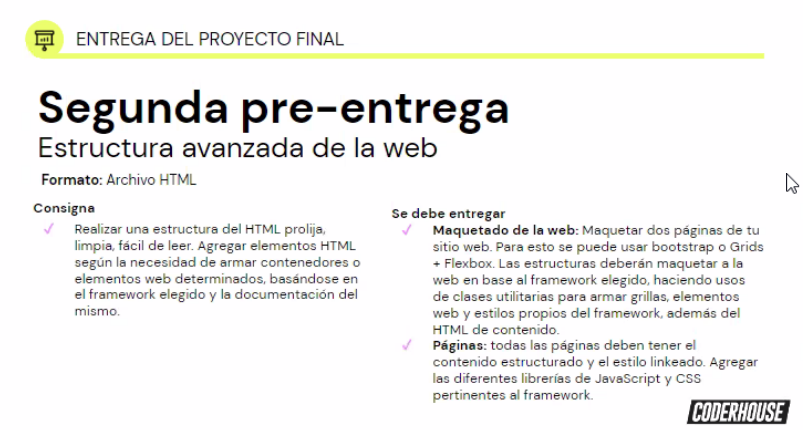 ENTREGA DEL PROYECTO FINAL
Segunda pre-entrega
Estructura avanzada de la web
Formato: Archivo HTML
Consigna
Realizar una estructura del HTML prolija,
limpia, fácil de leer. Agregar elementos HTML
según la necesidad de armar contenedores o
elementos web determinados, basándose en
el framework elegido y la documentación del
mismo.
Se debe entregar
Maquetado de la web: Maquetar dos páginas de tu
sitio web. Para esto se puede usar bootstrap o Grids
+ Flexbox. Las estructuras deberán maquetar a la
web en base al framework elegido, haciendo usos
de clases utilitarias para armar grillas, elementos
web y estilos propios del framework, además del
HTML de contenido.
Páginas: todas las páginas deben tener el
contenido estructurado y el estilo linkeado. Agregar
las diferentes librerías de JavaScript y CSS
pertinentes al framework.
CODERHOUSE